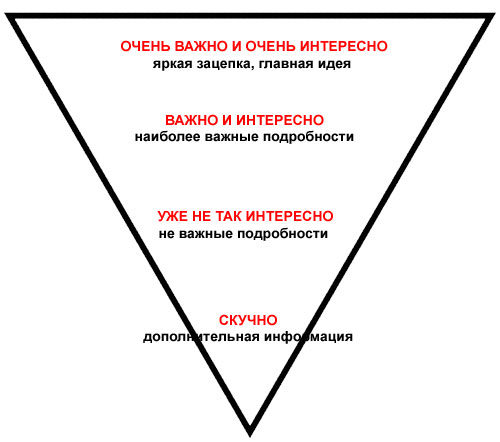 ОЧЕНЬ ВАЖНО И ОЧЕНЬ ИНТЕРЕСНО
яркая зацепка, главная идея
ВАЖНО И ИНТЕРЕСНО
наиболее важные подробности
УЖЕ НЕ ТАК ИНТЕРЕСНО
не важные подробности
СКУЧНО
дополнительная информация